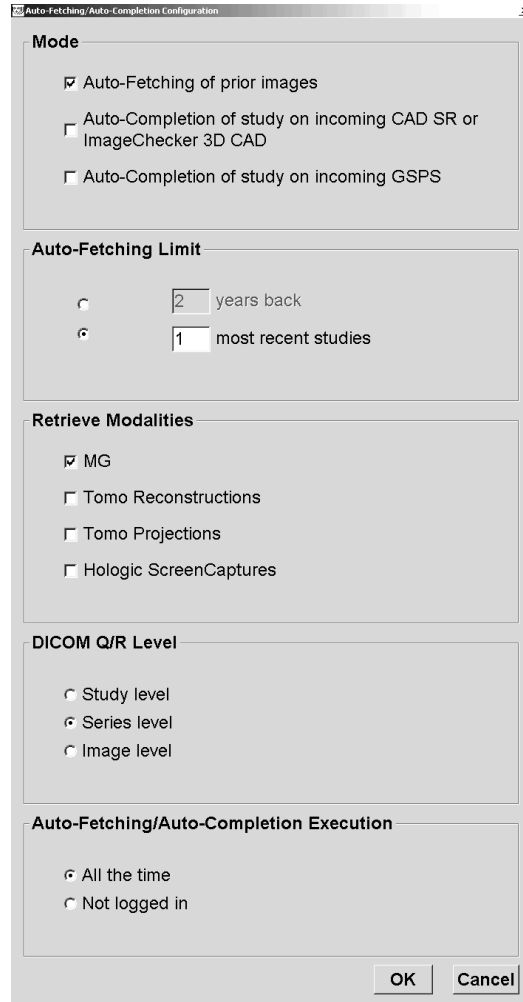 Auto-Fetching/Auto-Completion Configuration
Mode
Auto-Fetching of prior images
Auto-Completion of study on incoming CAD SR or
ImageChecker 3D CAD
Auto-Completion of study on incoming GSPS
Auto-Fetching Limit
2 years back
1 most recent studies
Retrieve Modalities
MG
Tomo Reconstructions
Tomo Projections
Hologic ScreenCaptures
DICOM Q/R Level
Study level
Series level
Image level
Auto-Fetching/Auto-Completion Execution
All the time
Not logged in
OK Cancel